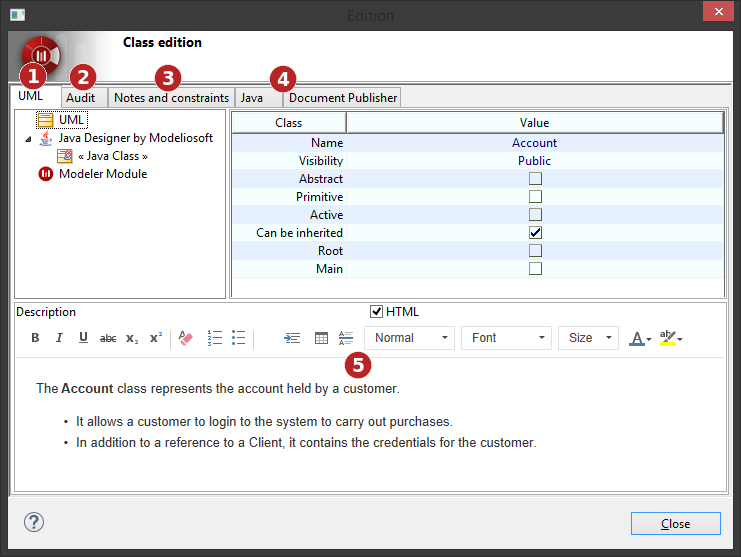 Edition
Class edition
1 2 3 4
UML Audit Notes and constraints Java Document Publisher
UML
Java Designer by Modeliosoft
« Java Class »
Modeler Module
Class Value
Name Account
Visibility Public
Abstract
Primitive
Active
Can be inherited
Root
Main
Description HTML
B I U abc x₂ x² Normal Font Size A ab
5
The Account class represents the account held by a customer.
• It allows a customer to login to the system to carry out purchases.
• In addition to a reference to a Client, it contains the credentials for the customer.
? Close